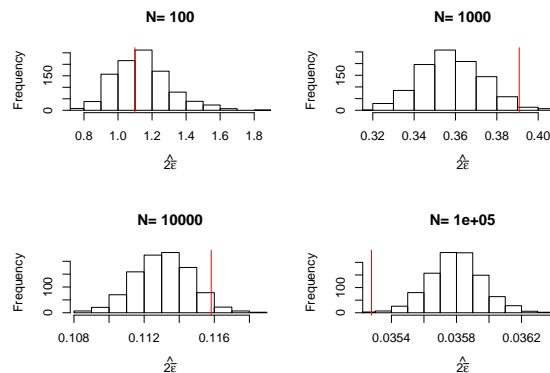 N= 100
Frequency
0 150
0.8 1.0 1.2 1.4 1.6 1.8
2ε̂
N= 1000
Frequency
0 150
0.32 0.34 0.36 0.38 0.40
2ε̂
N= 10000
Frequency
0 100
0.108 0.112 0.116
2ε̂
N= 1e+05
Frequency
0 100
0.0354 0.0358 0.0362
2ε̂